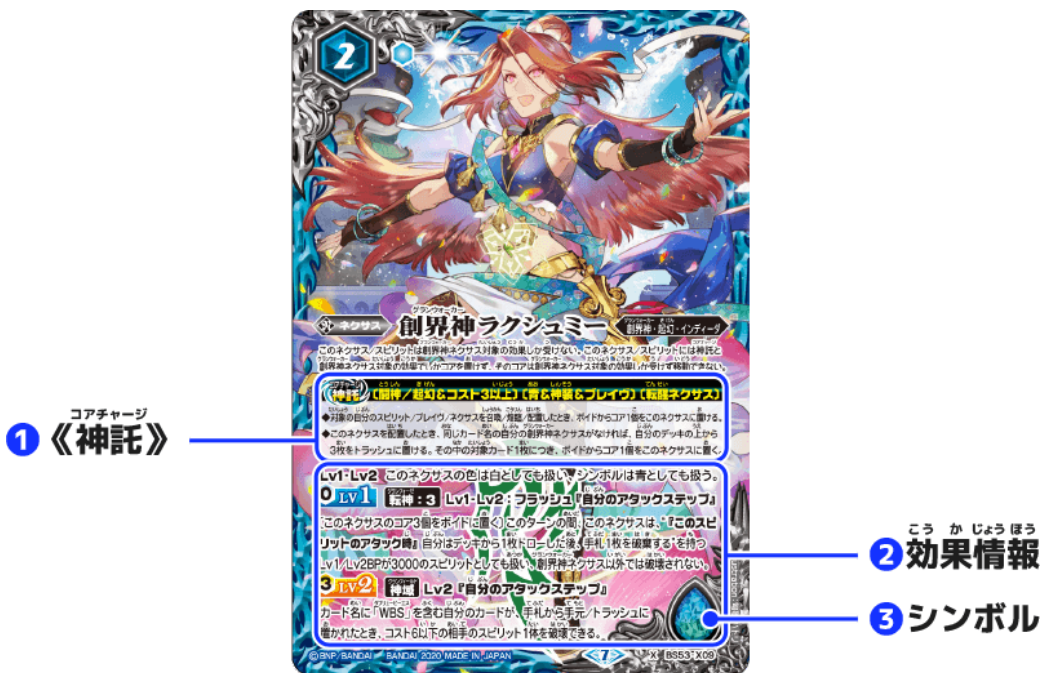 2
ネクサス
グランウォーカー
創界神ラクシュミー
創界神・起幻・インディーダ
このネクサス/スピリットは創界神ネクサス対象の効果しか受けない。このネクサス/スピリットには神託と
創界神ネクサス対象の効果でしかコアを置けず、そのコアは創界神ネクサス対象の効果しか受けず移動できない。
コアチャージ
神託
〔闘神/起幻&コスト3以上〕〔青&神装&ブレイヴ〕〔転醒ネクサス〕
◆対象の自分のスピリット/ブレイヴ/ネクサスを召喚/煌臨/配置したとき、ボイドからコア1個をこのネクサスに置ける。
◆このネクサスを配置したとき、同じカード名の自分の創界神ネクサスがなければ、自分のデッキの上から
3枚をトラッシュに置ける。その中の対象カード1枚につき、ボイドからコア1個をこのネクサスに置く。
コアチャージ
1《神託》
Lv1・Lv2 このネクサスの色は白としても扱い、シンボルは青としても扱う。
0 LV1 転神:3 Lv1・Lv2:フラッシュ『自分のアタックステップ』
[このネクサスのコア3個をボイドに置く]このターンの間、このネクサスは、"『このスピ
リットのアタック時』自分はデッキから1枚ドローした後、手札1枚を破棄する"を持つ
Lv1/Lv2BPが3000のスピリットとしても扱い、創界神ネクサス以外では破壊されない。
3 LV2 神域 Lv2『自分のアタックステップ』
カード名に「WBS」を含む自分のカードが、手札から手元/トラッシュに
置かれたとき、コスト6以下の相手のスピリット1体を破壊できる。
こうかじょうほう
2効果情報
3シンボル
©BNP/BANDAI BANDAI 2020 MADE IN JAPAN
7
X BS53-X09